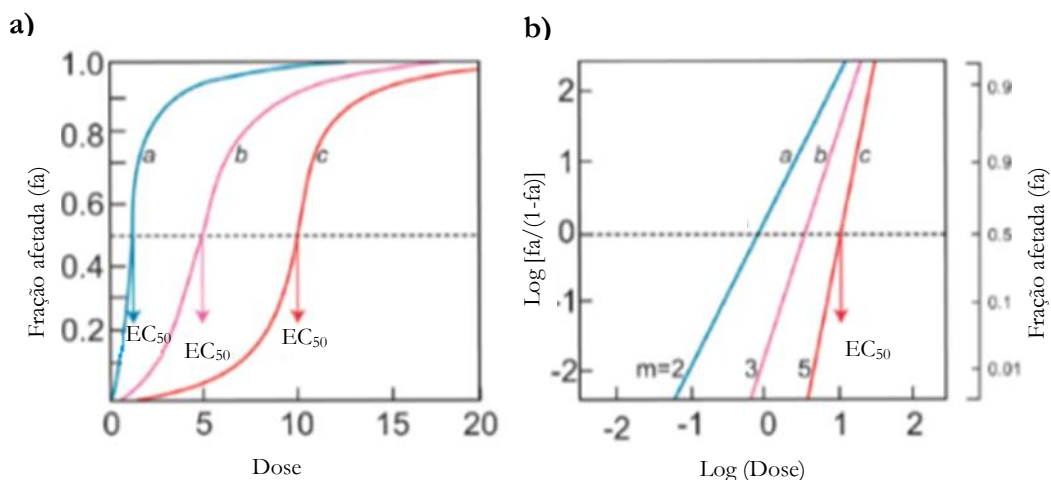 a)
Fração afetada (fa)
1.0
0.8
0.6
0.4
0.2
a
b
c
EC50
EC50
EC50
0
5
10
15
20
Dose
b)
Log [fa/(1-fa)]
2
1
0
-1
-2
a
b
c
m=2
3
5
EC50
0.9
0.9
0.5
0.1
0.01
Fração afetada (fa)
-2
-1
0
1
2
Log (Dose)